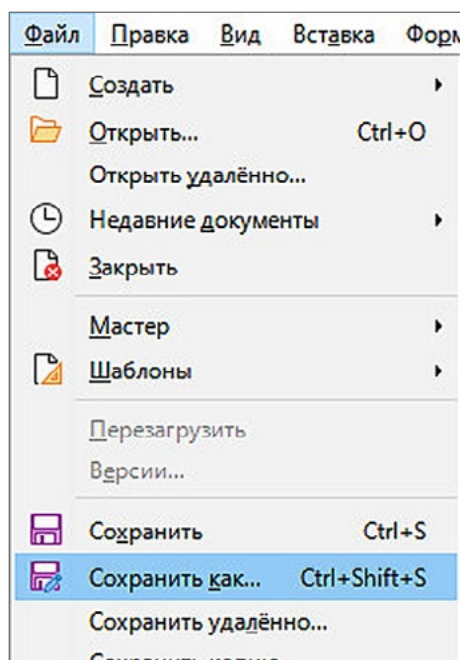 Файл Правка Вид Вставка Форм
Создать
Открыть... Ctrl+O
Открыть удалённо...
Недавние документы
Закрыть
Мастер
Шаблоны
Перезагрузить
Версии...
Сохранить Ctrl+S
Сохранить как... Ctrl+Shift+S
Сохранить удалённо...